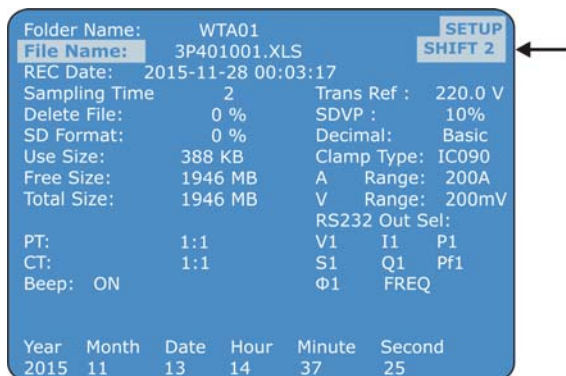 Folder Name: WTA01 SETUP
File Name: 3P401001.XLS SHIFT 2
REC Date: 2015-11-28 00:03:17
Sampling Time 2 Trans Ref : 220.0 V
Delete File: 0 % SDVP : 10%
SD Format: 0 % Decimal: Basic
Use Size: 388 KB Clamp Type: IC090
Free Size: 1946 MB A Range: 200A
Total Size: 1946 MB V Range: 200mV
RS232 Out Sel:
PT: 1:1 V1 I1 P1
CT: 1:1 S1 Q1 Pf1
Beep: ON Φ1 FREQ
Year Month Date Hour Minute Second
2015 11 13 14 37 25